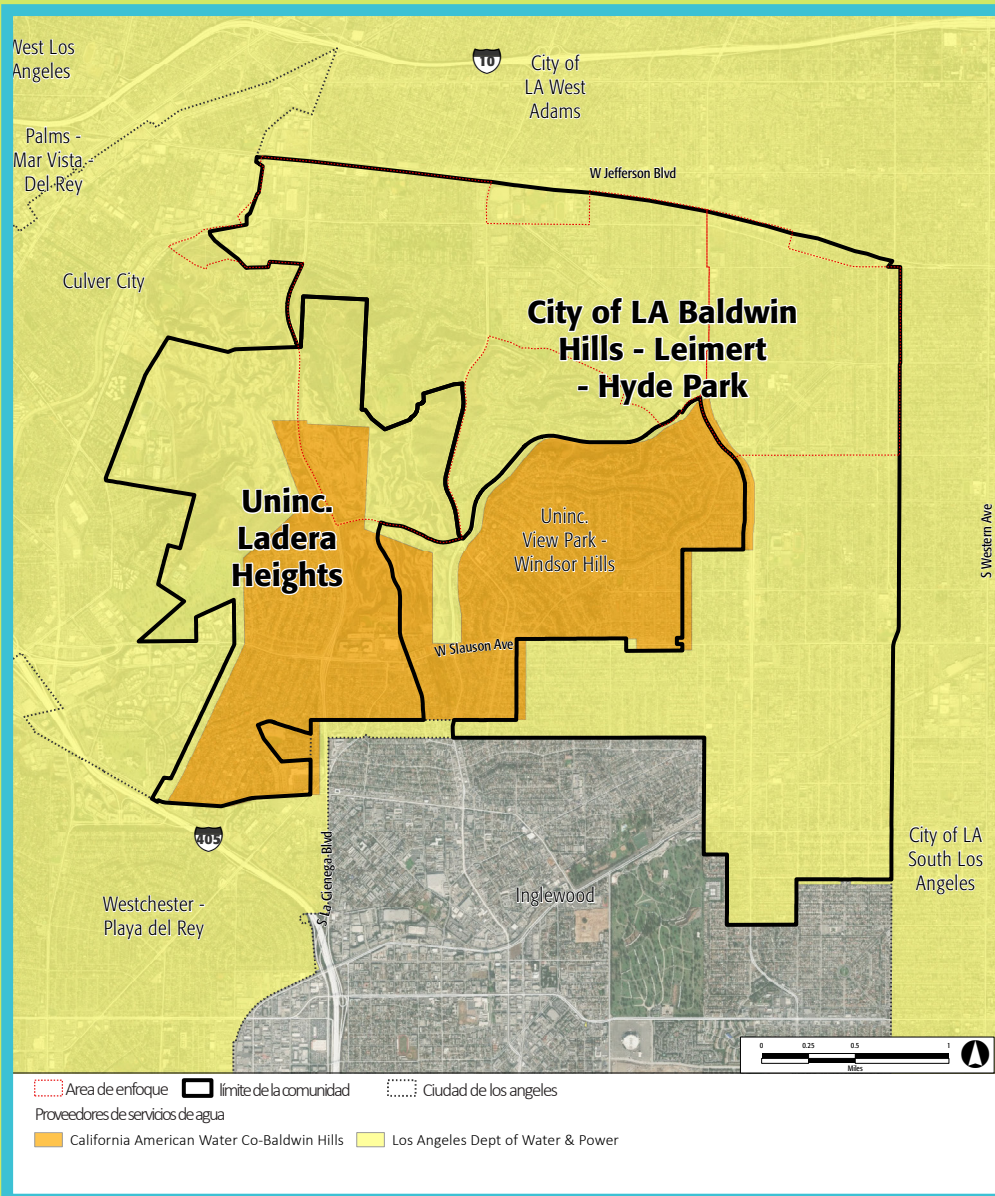 West Los
Angeles
10
City of
LA West
Adams
Palms -
Mar Vista -
Del Rey
W Jefferson Blvd
Culver City
City of LA Baldwin
Hills - Leimert
- Hyde Park
Uninc.
Ladera
Heights
Uninc.
View Park -
Windsor Hills
S Western Ave
W Slauson Ave
405
S La Cienega Blvd
City of LA
South Los
Angeles
Inglewood
Westchester -
Playa del Rey
0 0.25 0.5 1
Miles
Area de enfoque límite de la comunidad Ciudad de los angeles
Proveedores de servicios de agua
California American Water Co-Baldwin Hills Los Angeles Dept of Water & Power